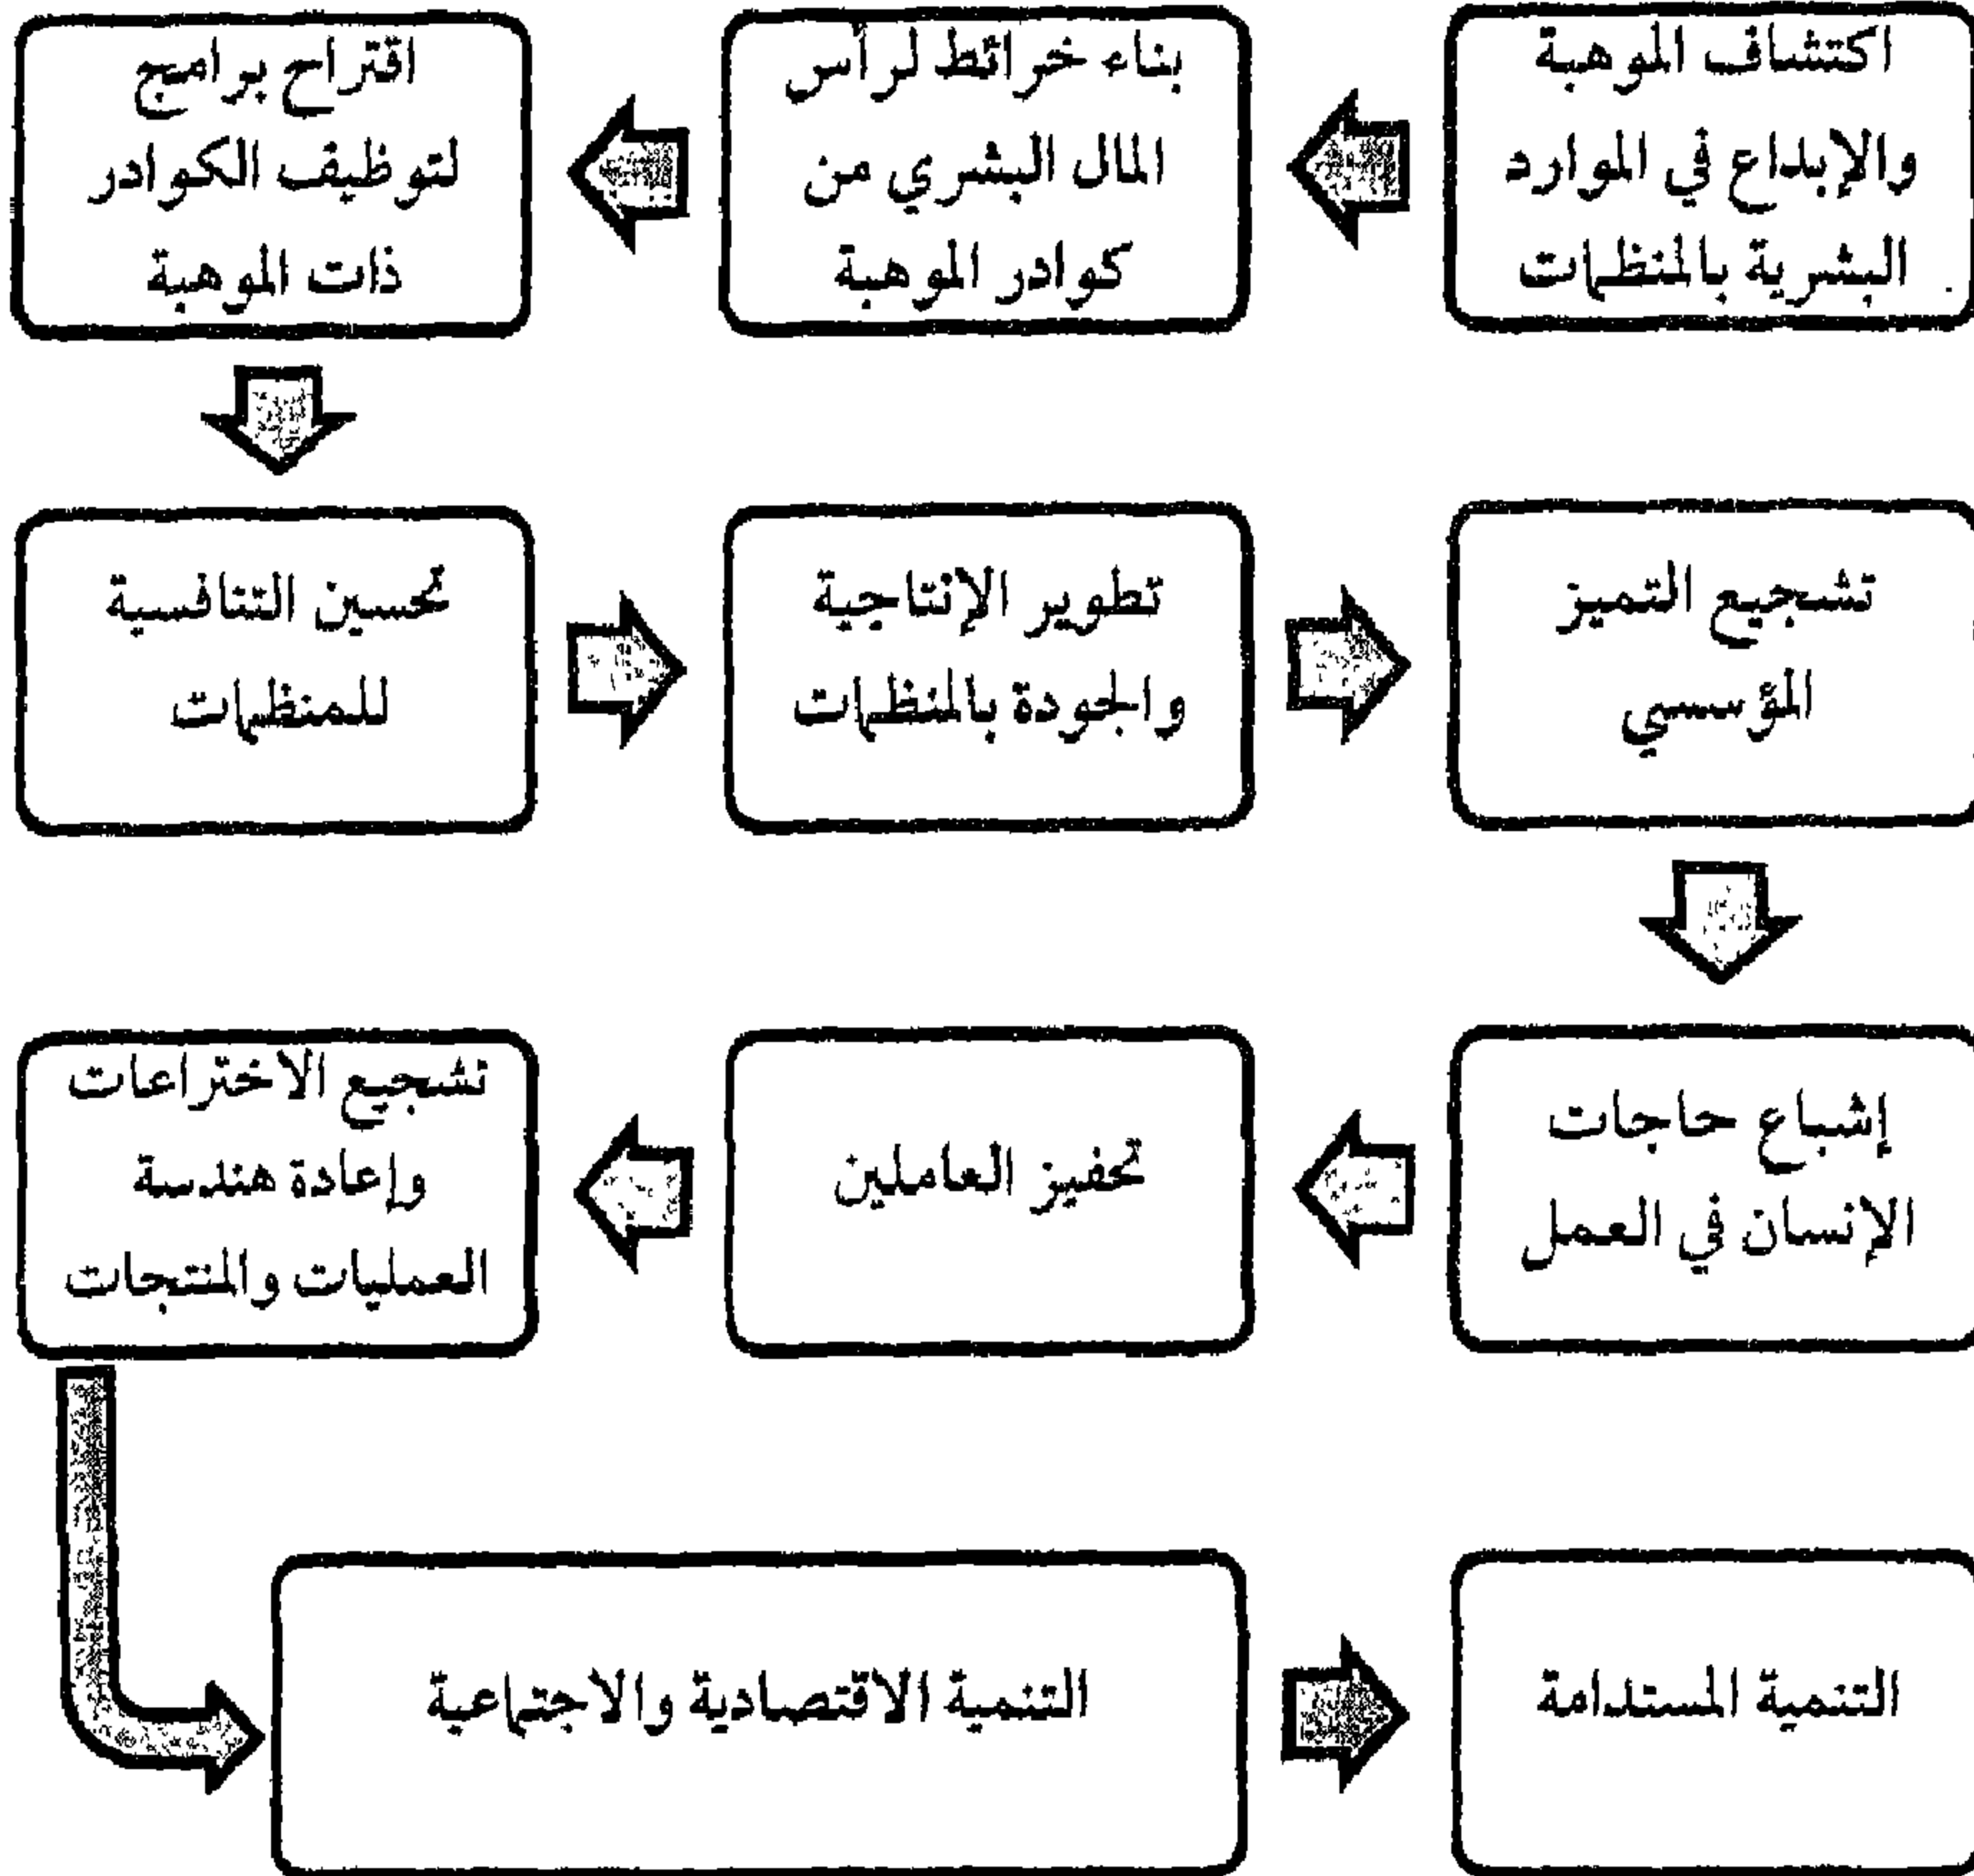 اكتشاف الموهبة
والإبداع في الموارد
البشرية بالمنظمات
بناء خرائط لرأس
المال البشري من
كوادر الموهبة
اقتراح برامج
لتوظيف الكوادر
ذات الموهبة
تحسين التنافسية
للمنظمات
تطوير الإنتاجية
والجودة بالمنظمات
تشجيع التميز
المؤسسي
إشباع حاجات
الإنسان في العمل
تحفيز العاملين
تشجيع الاختراعات
وإعادة هندسة
العمليات والمنتجات
التنمية الاقتصادية والاجتماعية
التنمية المستدامة